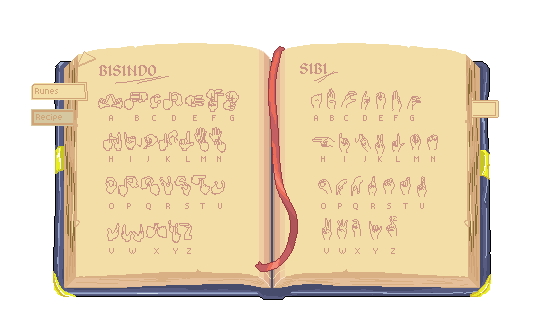 Runes
Recipe
BISINDO
A B C D E F G
H I J K L M N
O P Q R S T U
V W X Y Z
SIBI
A B C D E F G
H I J K L M N
O P Q R S T U
V W X Y Z